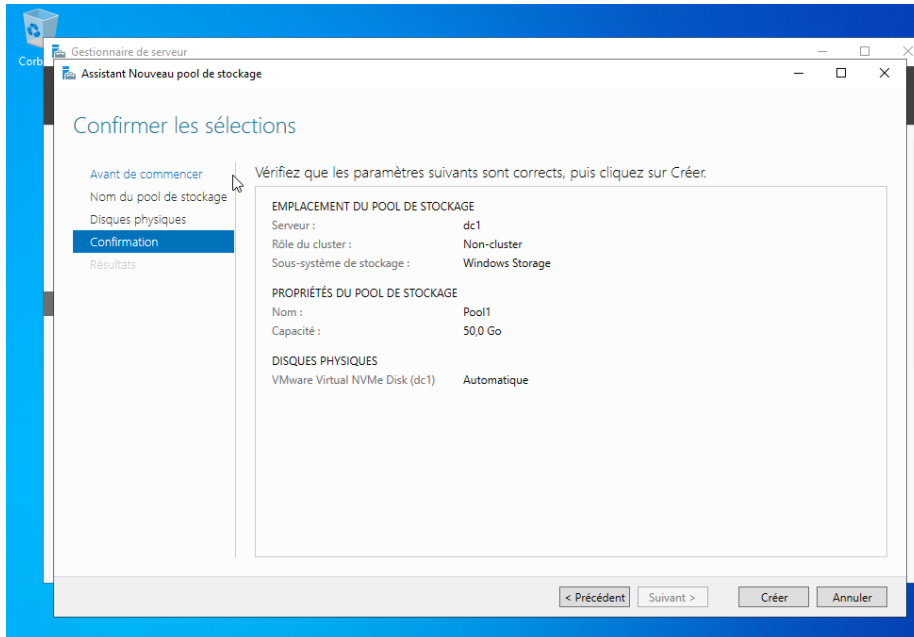 Corb
Gestionnaire de serveur
Assistant Nouveau pool de stockage
Confirmer les sélections
Avant de commencer
Nom du pool de stockage
Disques physiques
Confirmation
Résultats
Vérifiez que les paramètres suivants sont corrects, puis cliquez sur Créer.
EMPLACEMENT DU POOL DE STOCKAGE
Serveur : dc1
Rôle du cluster : Non-cluster
Sous-système de stockage : Windows Storage
PROPRIÉTÉS DU POOL DE STOCKAGE
Nom : Pool1
Capacité : 50,0 Go
DISQUES PHYSIQUES
VMware Virtual NVMe Disk (dc1) Automatique
< Précédent Suivant > Créer Annuler